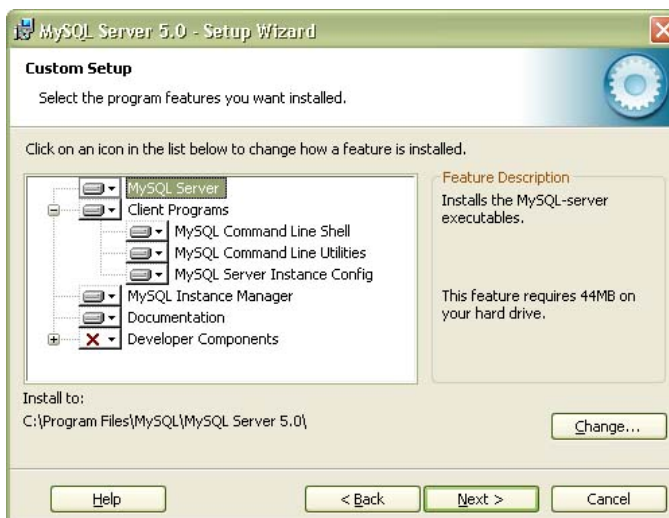 MySQL Server 5.0 - Setup Wizard
Custom Setup
Select the program features you want installed.
Click on an icon in the list below to change how a feature is installed.
MySQL Server
Client Programs
MySQL Command Line Shell
MySQL Command Line Utilities
MySQL Server Instance Config
MySQL Instance Manager
Documentation
Developer Components
Feature Description
Installs the MySQL-server
executables.
This feature requires 44MB on
your hard drive.
Install to:
C:\Program Files\MySQL\MySQL Server 5.0\
Change...
Help
< Back
Next >
Cancel